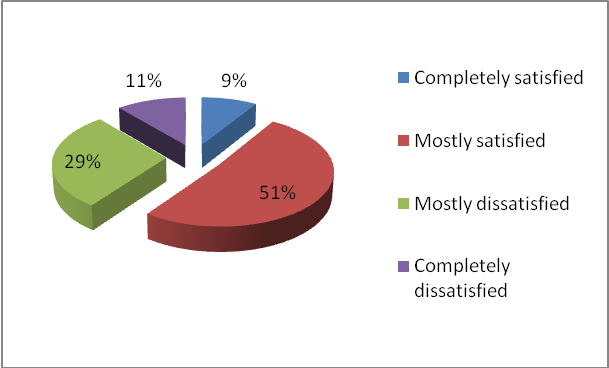 11%
9%
29%
51%
Completely satisfied
Mostly satisfied
Mostly dissatisfied
Completely
dissatisfied